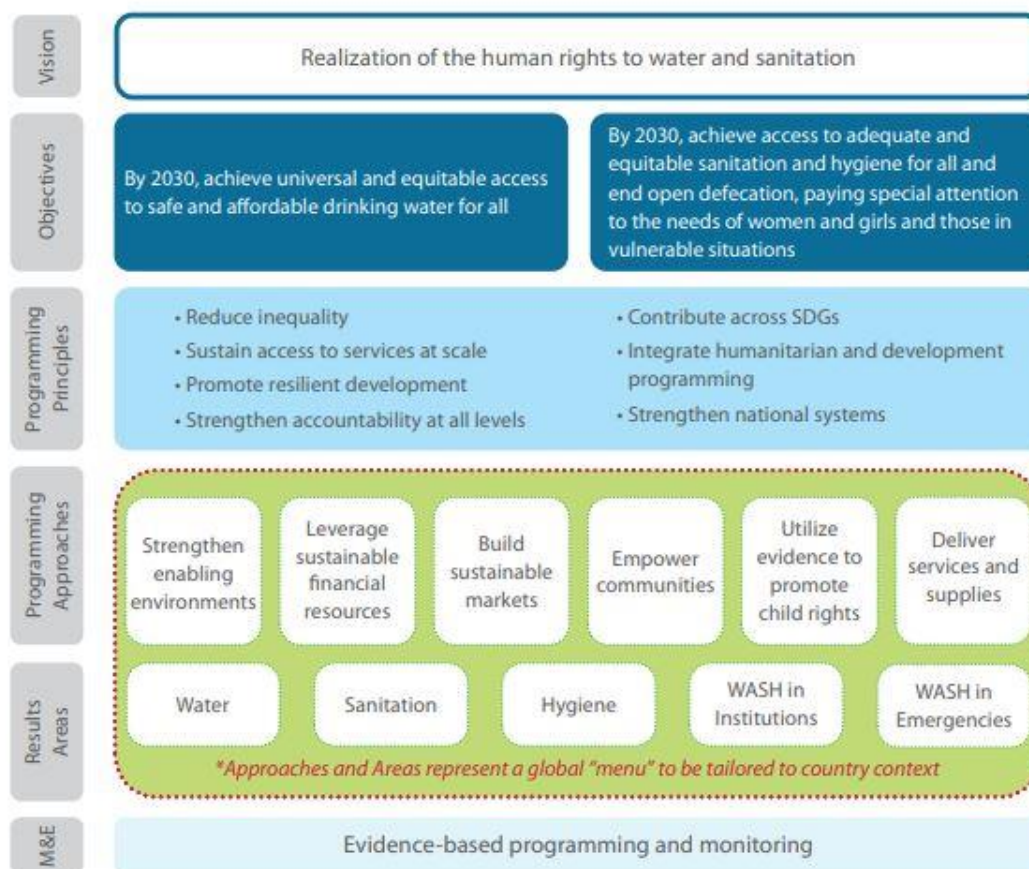 Vision
Realization of the human rights to water and sanitation
Objectives
By 2030, achieve universal and equitable access
to safe and affordable drinking water for all
By 2030, achieve access to adequate and
equitable sanitation and hygiene for all and
end open defecation, paying special attention
to the needs of women and girls and those in
vulnerable situations
Programming
Principles
• Reduce inequality
• Sustain access to services at scale
• Promote resilient development
• Strengthen accountability at all levels
• Contribute across SDGs
• Integrate humanitarian and development
programming
• Strengthen national systems
Programming
Approaches
Strengthen
enabling
environments
Leverage
sustainable
financial
resources
Build
sustainable
markets
Empower
communities
Utilize
evidence to
promote
child rights
Deliver
services and
supplies
Results
Areas
Water
Sanitation
Hygiene
WASH in
Institutions
WASH in
Emergencies
*Approaches and Areas represent a global “menu” to be tailored to country context
M&E
Evidence-based programming and monitoring